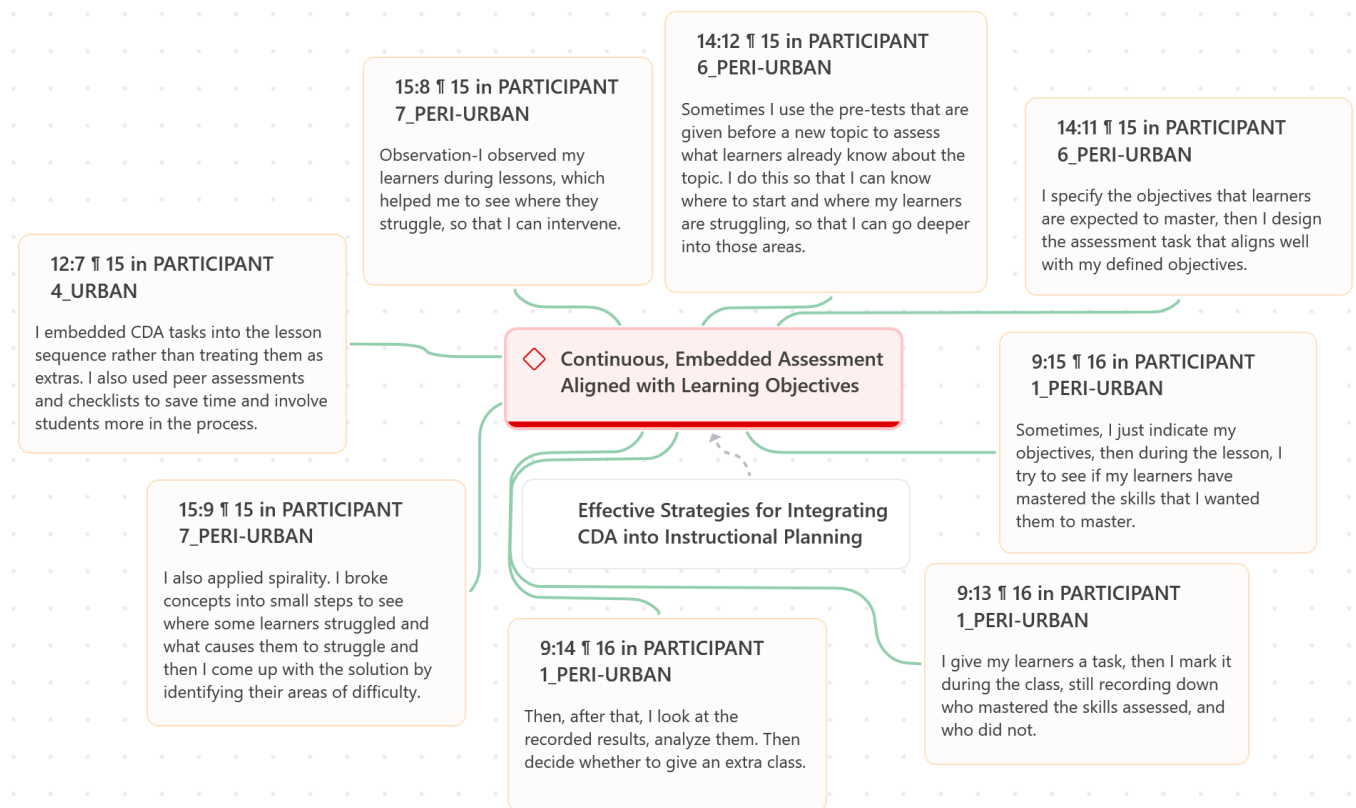 14:12 ¶ 15 in PARTICIPANT
6_PERI-URBAN
Sometimes I use the pre-tests that are
given before a new topic to assess
what learners already know about the
topic. I do this so that I can know
where to start and where my learners
are struggling, so that I can go deeper
into those areas.
15:8 ¶ 15 in PARTICIPANT
7_PERI-URBAN
Observation-I observed my
learners during lessons, which
helped me to see where they
struggle, so that I can intervene.
14:11 ¶ 15 in PARTICIPANT
6_PERI-URBAN
I specify the objectives that learners
are expected to master, then I design
the assessment task that aligns well
with my defined objectives.
12:7 ¶ 15 in PARTICIPANT
4_URBAN
I embedded CDA tasks into the lesson
sequence rather than treating them as
extras. I also used peer assessments
and checklists to save time and involve
students more in the process.
Continuous, Embedded Assessment
Aligned with Learning Objectives
9:15 ¶ 16 in PARTICIPANT
1_PERI-URBAN
Sometimes, I just indicate my
objectives, then during the lesson, I
try to see if my learners have
mastered the skills that I wanted
them to master.
Effective Strategies for Integrating
CDA into Instructional Planning
15:9 ¶ 15 in PARTICIPANT
7_PERI-URBAN
I also applied spirality. I broke
concepts into small steps to see
where some learners struggled and
what causes them to struggle and
then I come up with the solution by
identifying their areas of difficulty.
9:13 ¶ 16 in PARTICIPANT
1_PERI-URBAN
I give my learners a task, then I mark it
during the class, still recording down
who mastered the skills assessed, and
who did not.
9:14 ¶ 16 in PARTICIPANT
1_PERI-URBAN
Then, after that, I look at the
recorded results, analyze them. Then
decide whether to give an extra class.